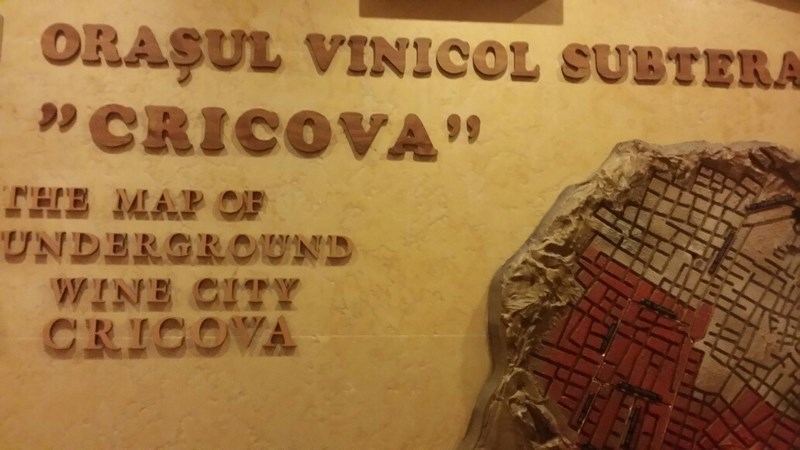 ORAȘUL VINICOL SUBTERA
”CRICOVA”
THE MAP OF
UNDERGROUND
WINE CITY
CRICOVA